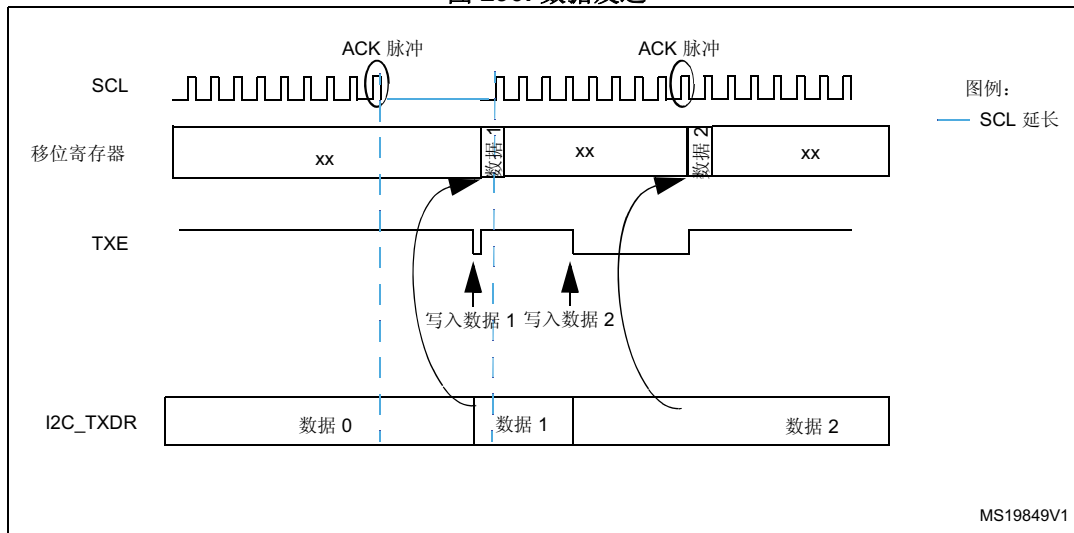 ACK 脉冲 ACK 脉冲
SCL
图例：
SCL 延长
移位寄存器 xx 数据 1 xx 数据 2 xx
TXE
写入数据 1 写入数据 2
I2C_TXDR 数据 0 数据 1 数据 2
MS19849V1